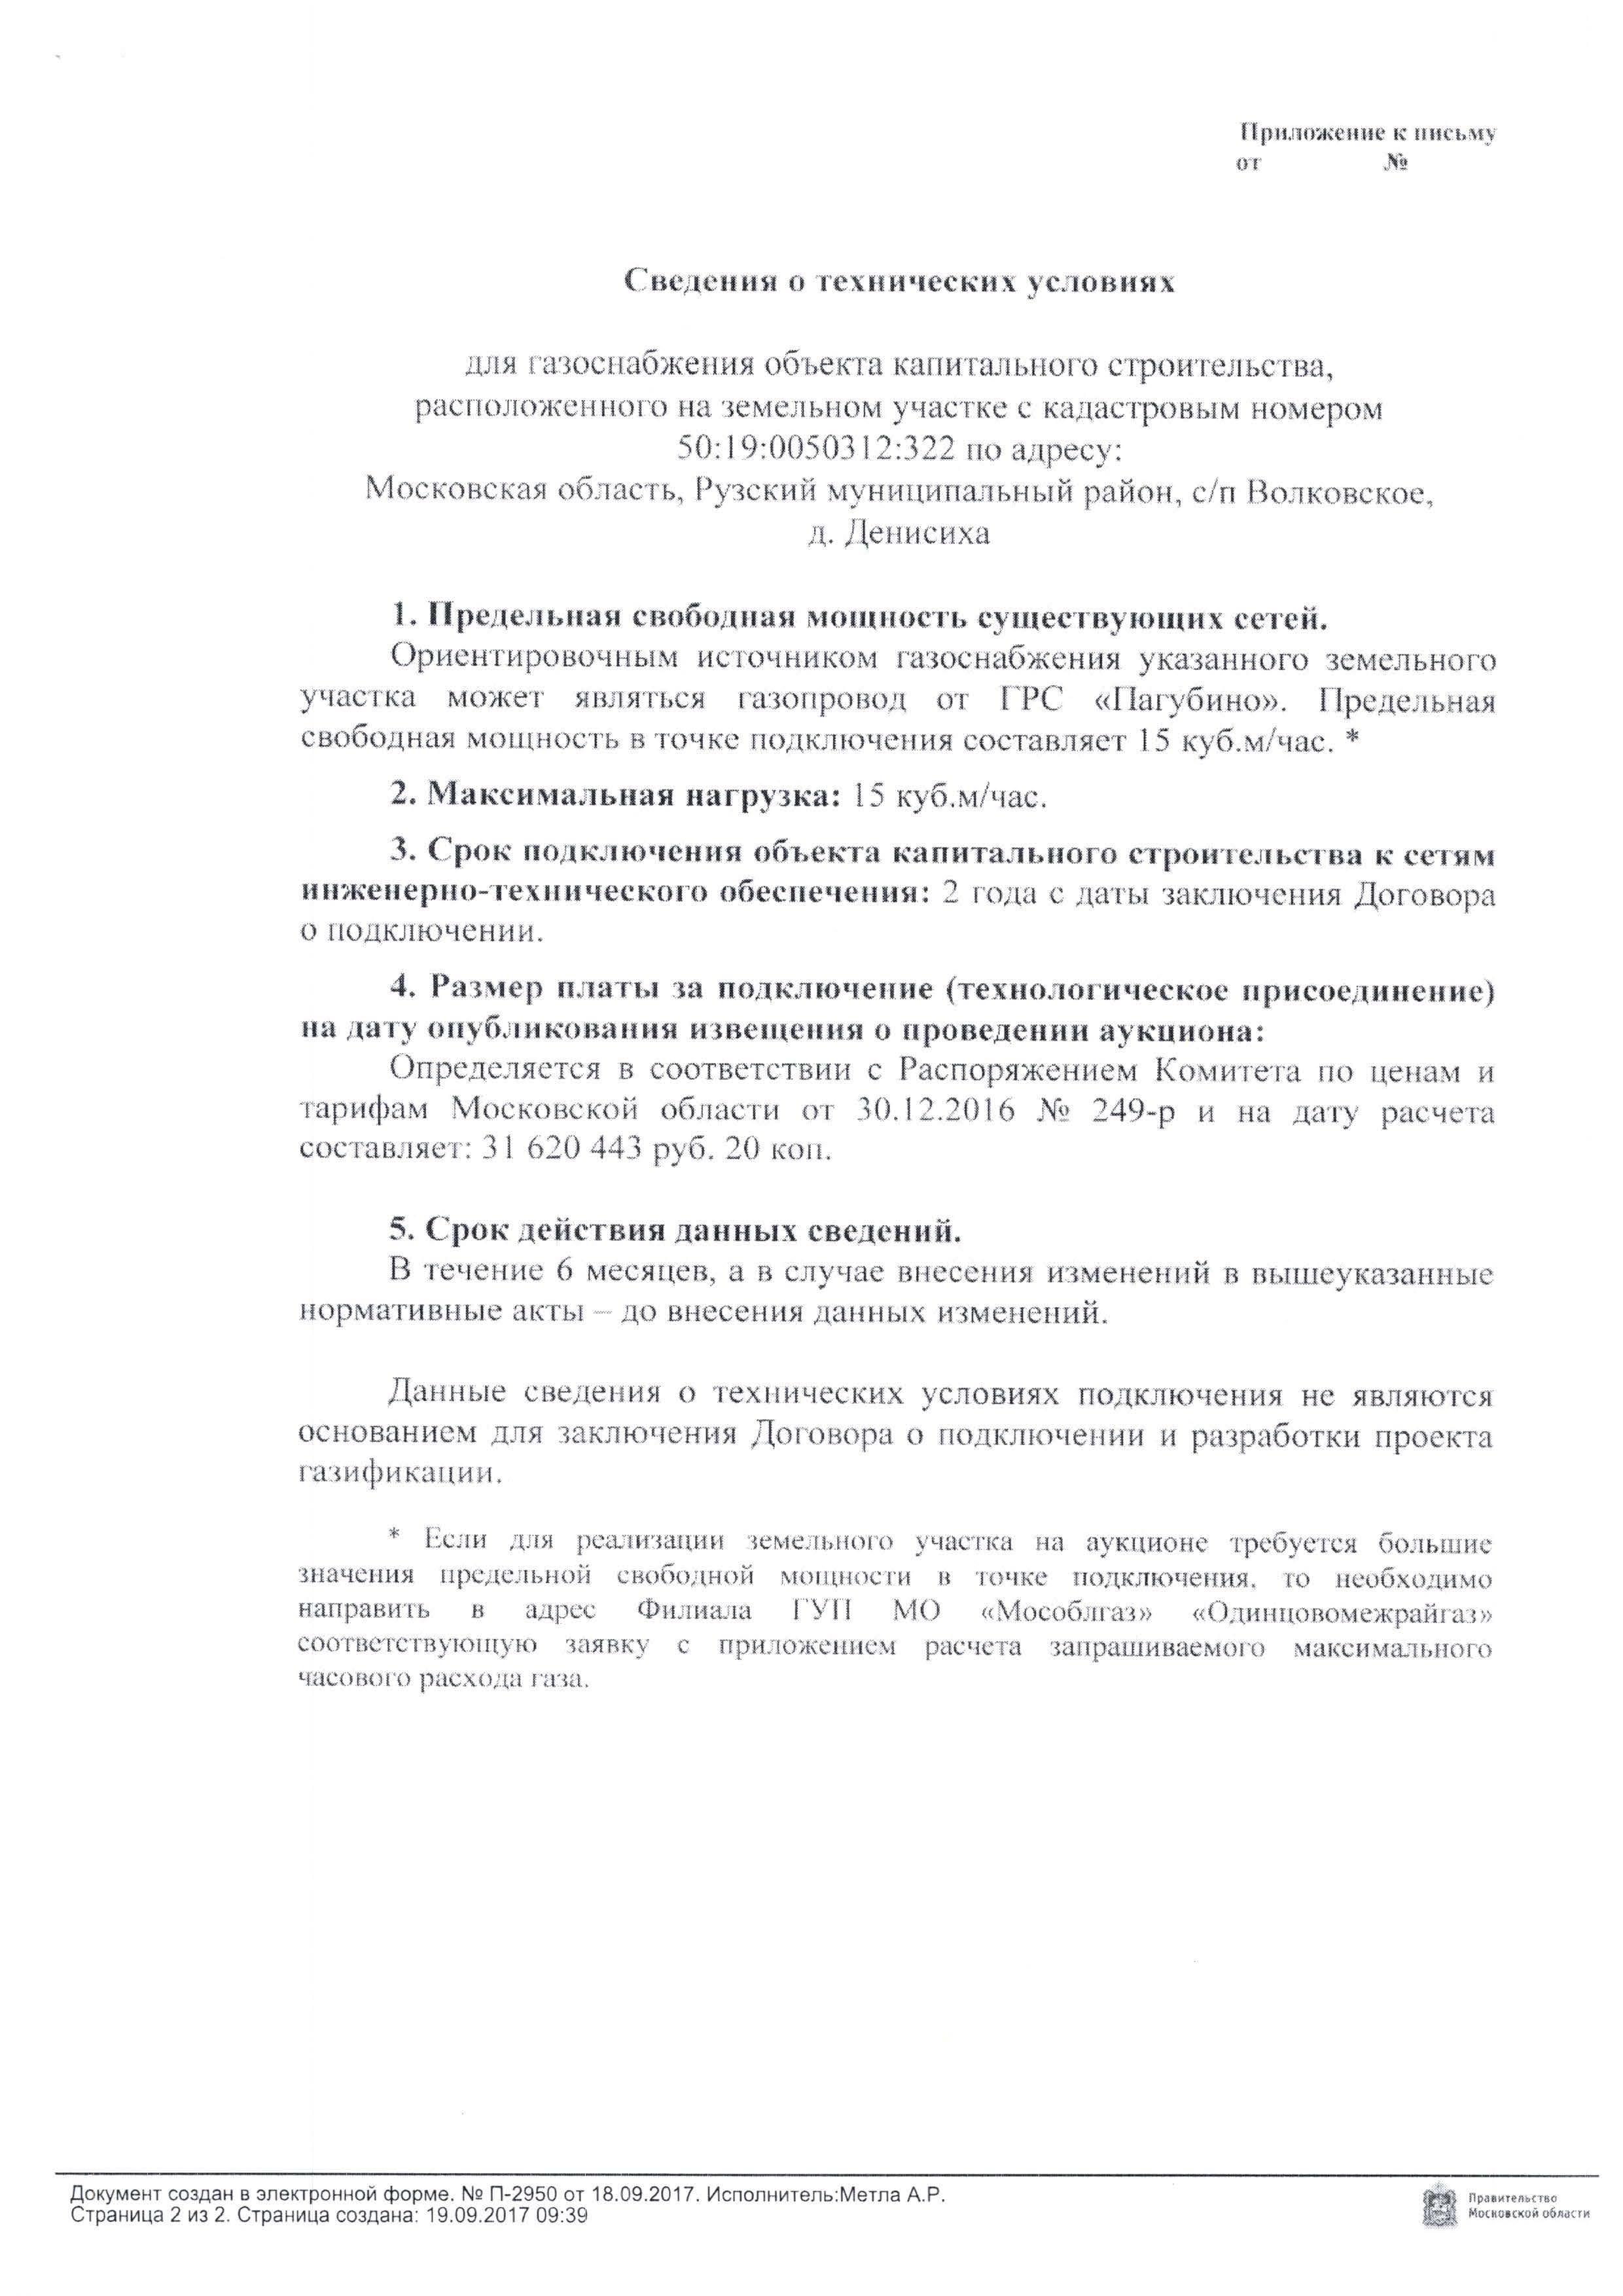 Приложение к письму
от №
Сведения о технических условиях
для газоснабжения объекта капитального строительства,
расположенного на земельном участке с кадастровым номером
50:19:0050312:322 по адресу:
Московская область, Рузский муниципальный район, с/п Волковское,
д. Денисиха
1. Предельная свободная мощность существующих сетей.
Ориентировочным источником газоснабжения указанного земельного
участка может являться газопровод от ГРС «Пагубино». Предельная
свободная мощность в точке подключения составляет 15 куб.м/час. *
2. Максимальная нагрузка: 15 куб.м/час.
3. Срок подключения объекта капитального строительства к сетям
инженерно-технического обеспечения: 2 года с даты заключения Договора
о подключении.
4. Размер платы за подключение (технологическое присоединение)
на дату опубликования извещения о проведении аукциона:
Определяется в соответствии с Распоряжением Комитета по ценам и
тарифам Московской области от 30.12.2016 № 249-р и на дату расчета
составляет: 31 620 443 руб. 20 коп.
5. Срок действия данных сведений.
В течение 6 месяцев, а в случае внесения изменений в вышеуказанные
нормативные акты – до внесения данных изменений.
Данные сведения о технических условиях подключения не являются
основанием для заключения Договора о подключении и разработки проекта
газификации.
* Если для реализации земельного участка на аукционе требуется большие
значения предельной свободной мощности в точке подключения, то необходимо
направить в адрес Филиала ГУП МО «Мособлгаз» «Одинцовомежрайгаз»
соответствующую заявку с приложением расчета запрашиваемого максимального
часового расхода газа.
Документ создан в электронной форме. № П-2950 от 18.09.2017. Исполнитель:Метла А.Р.
Страница 2 из 2. Страница создана: 19.09.2017 09:39
Правительство
Московской области